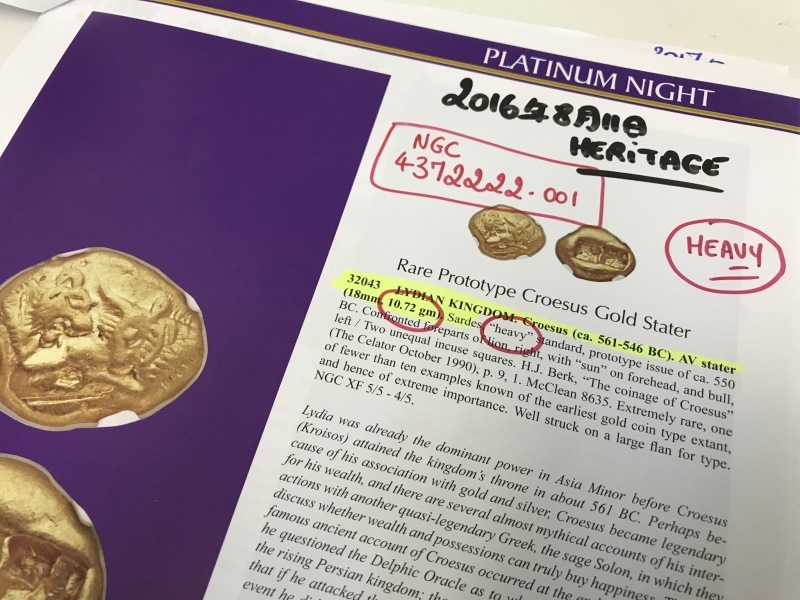 PLATINUM NIGHT
2016年8月11日
HERITAGE
NGC
4372222.001
HEAVY
Rare Prototype Croesus Gold Stater
32043 LYDIAN KINGDOM. Croesus (ca. 561-546 BC). AV stater
(18mm, 10.72 gm). Sardes, "heavy" standard, prototype issue of ca. 550
BC. Confronted foreparts of lion, right, with "sun" on forehead, and bull,
left / Two unequal incuse squares. H.J. Berk, "The coinage of Croesus"
(The Celator October 1990), p. 9, 1. McClean 8635. Extremely rare, one
of fewer than ten examples known of the earliest gold coin type extant,
and hence of extreme importance. Well struck on a large flan for type.
NGC XF 5/5 - 4/5.
Lydia was already the dominant power in Asia Minor before Croesus
(Kroisos) attained the kingdom's throne in about 561 BC. Perhaps be-
cause of his association with gold and silver, Croesus became legendary
for his wealth, and there are several almost mythical accounts of his inter-
actions with another quasi-legendary Greek, the sage Solon, in which they
discuss whether wealth and possessions can truly buy happiness.
famous ancient account of Croesus occurred at the
he questioned the Delphic Oracle as to
the rising Persian kingdom; the
that if he attacked
event he